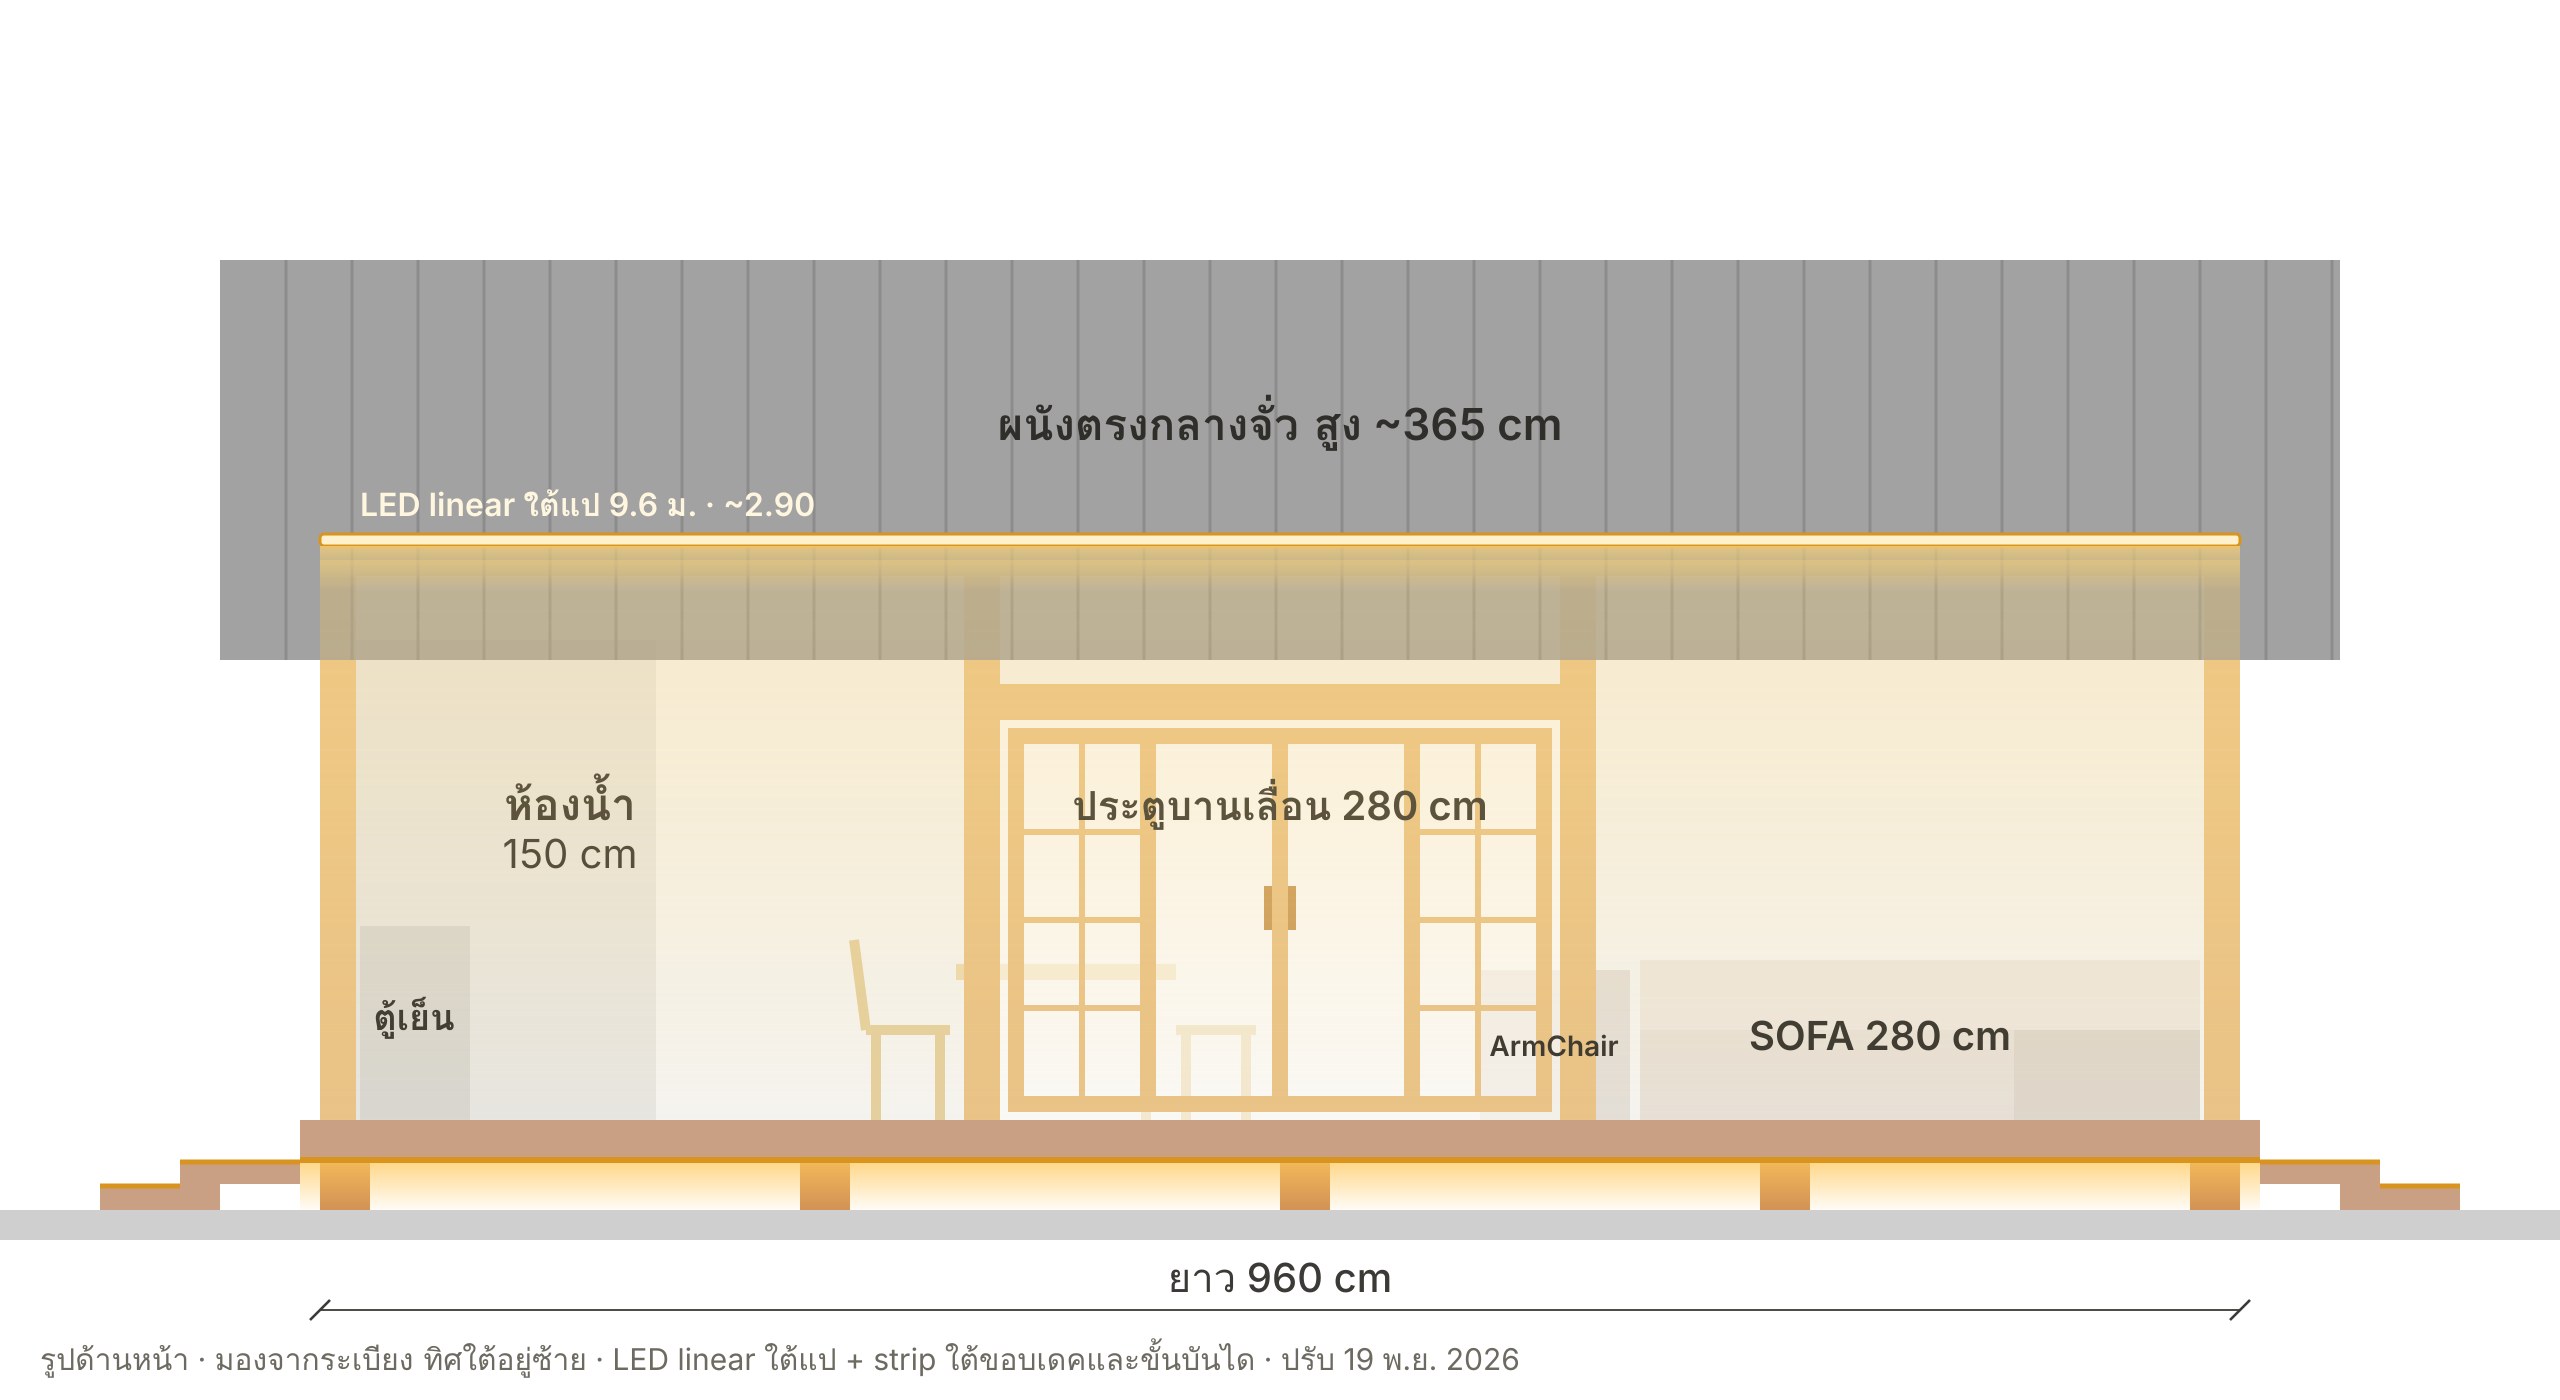 ผนังตรงกลางจั่ว สูง ~365 cm
LED linear ใต้แป 9.6 ม. · ~2.90
ห้องน้ำ
150 cm
ประตูบานเลื่อน 280 cm
ตู้เย็น
ArmChair
SOFA 280 cm
ยาว 960 cm
รูปด้านหน้า · มองจากระเบียง ทิศใต้อยู่ซ้าย · LED linear ใต้แป + strip ใต้ขอบเดคและขั้นบันได · ปรับ 19 พ.ย. 2026